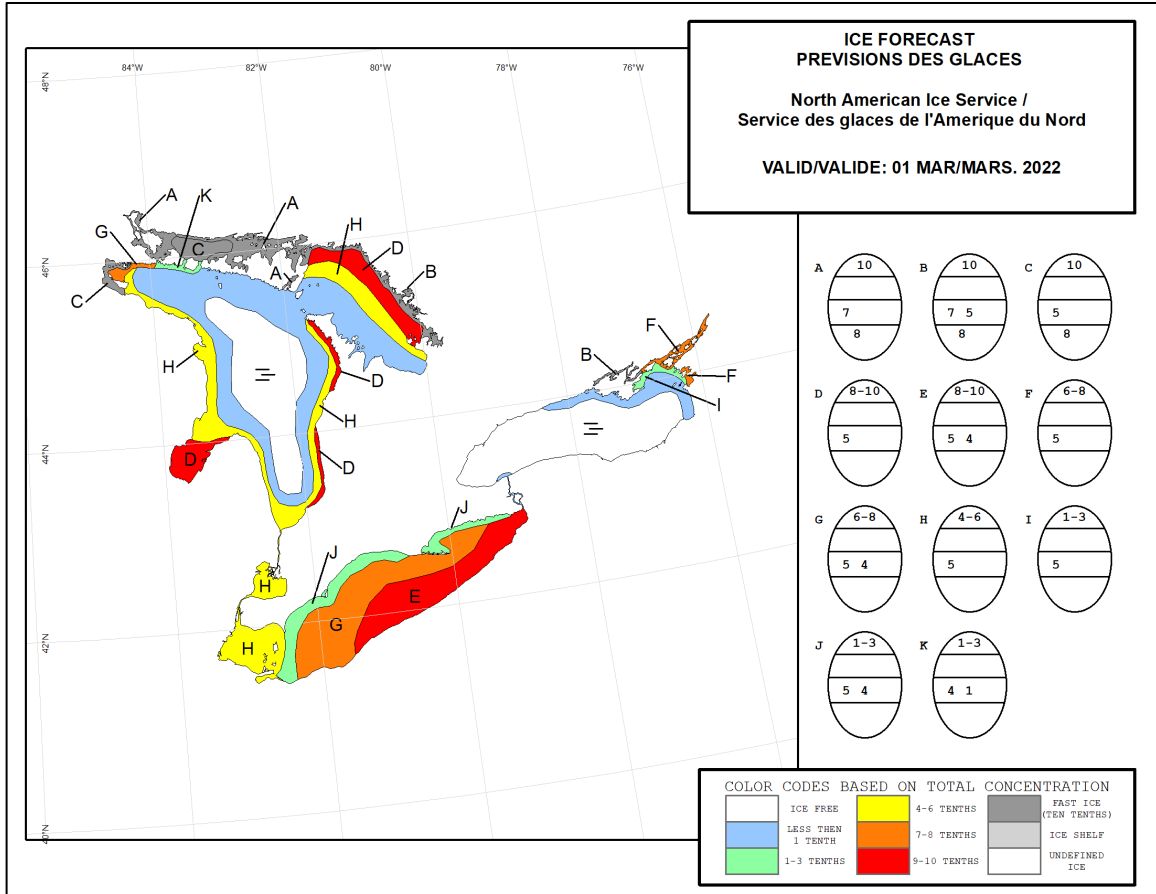 ICE FORECAST
PREVISIONS DES GLACES
North American Ice Service /
Service des glaces de l'Amerique du Nord
VALID/VALIDE: 01 MAR/MARS. 2022
84°W 82°W 80°W 78°W 76°W
48°N
46°N
44°N
42°N
40°N
A K A
G H
D
C
A B
C
H
D
H
D D
F
B
F
I
J
J
H E
G
H
A 10 B 10 C 10
7 7 5 5
8 8 8
D 8-10 E 8-10 F 6-8
5 5 4 5
G 6-8 H 4-6 I 1-3
5 4 5 5
J 1-3 K 1-3
5 4 4 1
COLOR CODES BASED ON TOTAL CONCENTRATION
ICE FREE
LESS THEN
1 TENTH
1-3 TENTHS
4-6 TENTHS
7-8 TENTHS
9-10 TENTHS
FAST ICE
(TEN TENTHS)
ICE SHELF
UNDEFINED
ICE